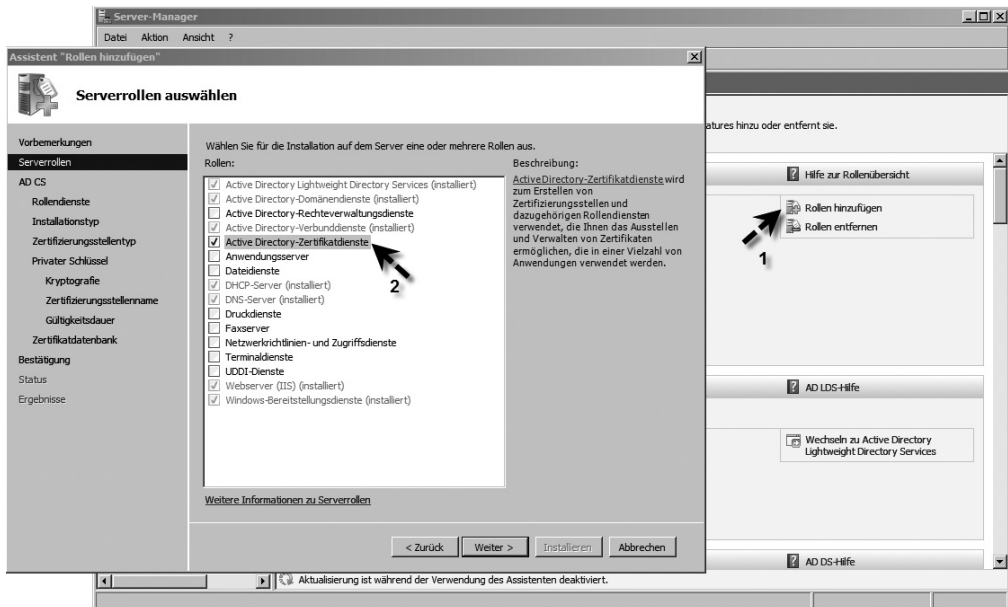 Server-Manager
Datei Aktion Ansicht ?
Assistent "Rollen hinzufügen"
Serverrollen auswählen
Vorbemerkungen
Serverrollen
AD CS
Rollendienste
Installationstyp
Zertifizierungsstellentyp
Privater Schlüssel
Kryptografie
Zertifizierungsstellenname
Gültigkeitsdauer
Zertifikatdatenbank
Bestätigung
Status
Ergebnisse
Wählen Sie für die Installation auf dem Server eine oder mehrere Rollen aus.
Rollen:
Active Directory Lightweight Directory Services (installiert)
Active Directory-Domänendienste (installiert)
Active Directory-Rechteverwaltungsdienste
Active Directory-Verbunddienste (installiert)
Active Directory-Zertifikatdienste
Anwendungsserver
Dateidienste
DHCP-Server (installiert)
DNS-Server (installiert)
Druckdienste
Faxserver
Netzwerkrichtlinien- und Zugriffsdienste
Terminaldienste
UDDI-Dienste
Webserver (IIS) (installiert)
Windows-Bereitstellungsdienste (installiert)
2
Weitere Informationen zu Serverrollen
Beschreibung:
Active Directory-Zertifikatdienste wird
zum Erstellen von
Zertifizierungsstellen und
dazugehörigen Rollendiensten
verwendet, die Ihnen das Ausstellen
und Verwalten von Zertifikaten
ermöglichen, die in einer Vielzahl von
Anwendungen verwendet werden.
< Zurück
Weiter >
Installieren
Abbrechen
hinzu oder entfernt sie.
Hilfe zur Rollenübersicht
Rollen hinzufügen
Rollen entfernen
1
AD LDS-Hilfe
Wechseln zu Active Directory
Lightweight Directory Services
AD DS-Hilfe
Aktualisierung ist während der Verwendung des Assistenten deaktiviert.